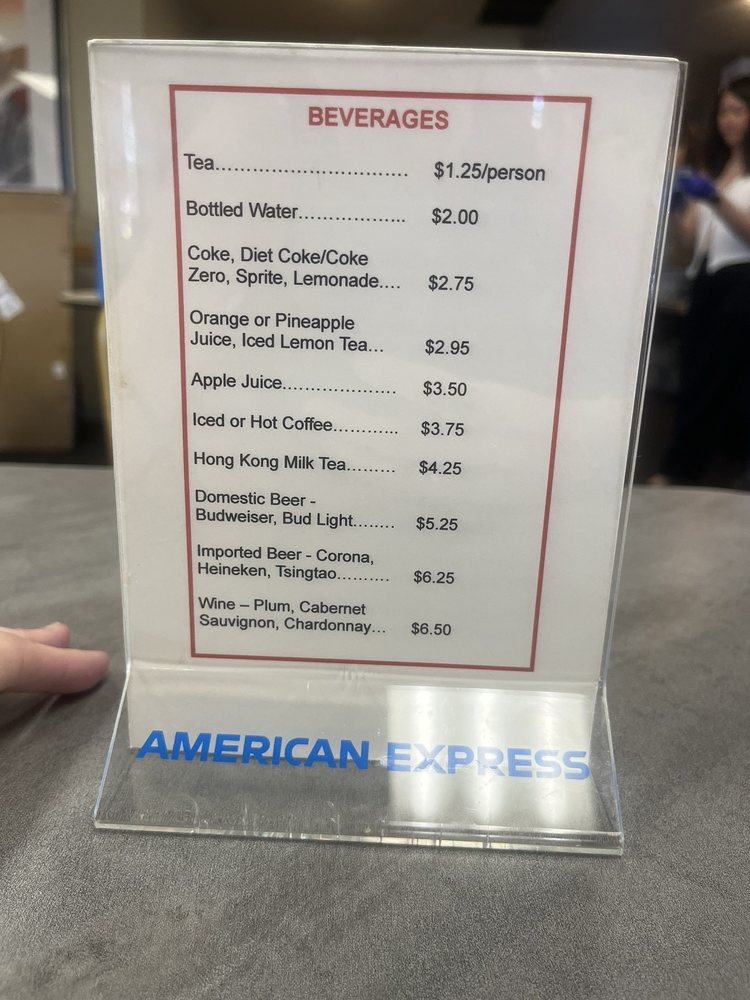 BEVERAGES
Tea................................ $1.25/person
Bottled Water.................. $2.00
Coke, Diet Coke/Coke
Zero, Sprite, Lemonade.... $2.75
Orange or Pineapple
Juice, Iced Lemon Tea... $2.95
Apple Juice.................... $3.50
Iced or Hot Coffee............ $3.75
Hong Kong Milk Tea......... $4.25
Domestic Beer -
Budweiser, Bud Light........ $5.25
Imported Beer - Corona,
Heineken, Tsingtao.......... $6.25
Wine – Plum, Cabernet
Sauvignon, Chardonnay... $6.50
AMERICAN EXPRESS